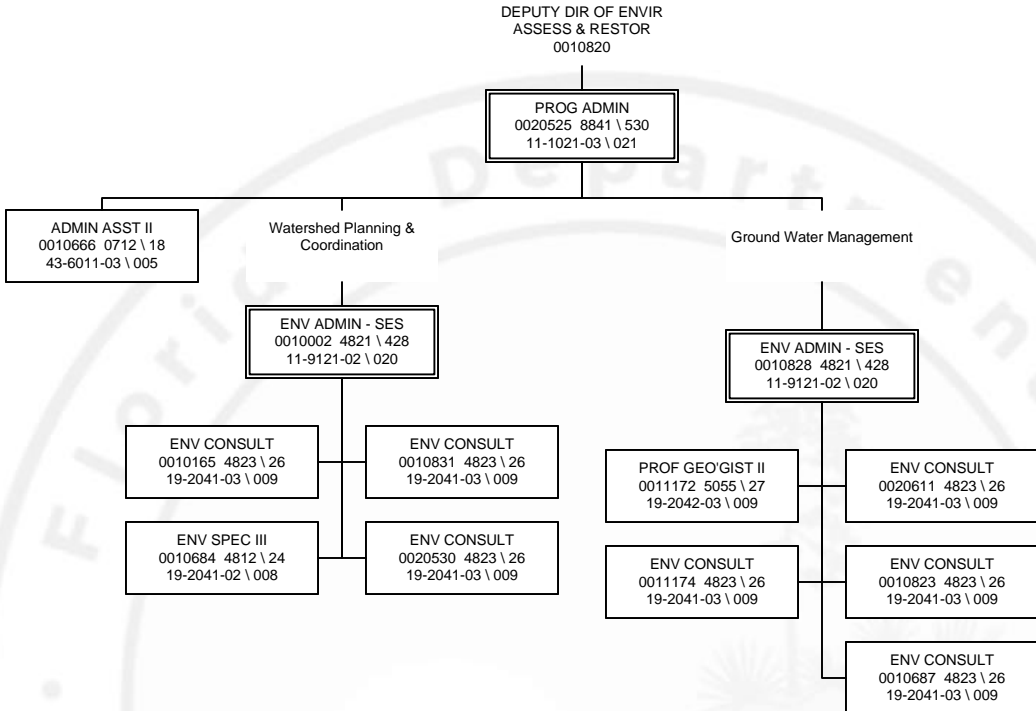 DEPUTY DIR OF ENVIR
ASSESS & RESTOR
0010820
PROG ADMIN
0020525 8841 \ 530
11-1021-03 \ 021
ADMIN ASST II
0010666 0712 \ 18
43-6011-03 \ 005
Watershed Planning &
Coordination
Ground Water Management
ENV ADMIN - SES
0010002 4821 \ 428
11-9121-02 \ 020
ENV ADMIN - SES
0010828 4821 \ 428
11-9121-02 \ 020
ENV CONSULT
0010165 4823 \ 26
19-2041-03 \ 009
ENV CONSULT
0010831 4823 \ 26
19-2041-03 \ 009
ENV SPEC III
0010684 4812 \ 24
19-2041-02 \ 008
ENV CONSULT
0020530 4823 \ 26
19-2041-03 \ 009
PROF GEO'GIST II
0011172 5055 \ 27
19-2042-03 \ 009
ENV CONSULT
0020611 4823 \ 26
19-2041-03 \ 009
ENV CONSULT
0011174 4823 \ 26
19-2041-03 \ 009
ENV CONSULT
0010823 4823 \ 26
19-2041-03 \ 009
ENV CONSULT
0010687 4823 \ 26
19-2041-03 \ 009
Florid Departmen